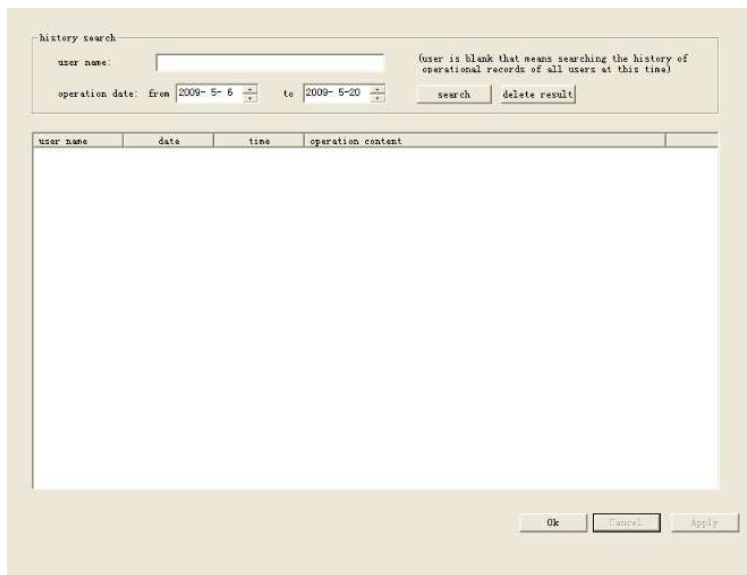 history search
user name:
(user is blank that means searching the history of
operational records of all users at this time)
operation date: from 2009- 5- 6 to 2009- 5-20 search delete result
user name date time operation content
Ok Cancel Apply